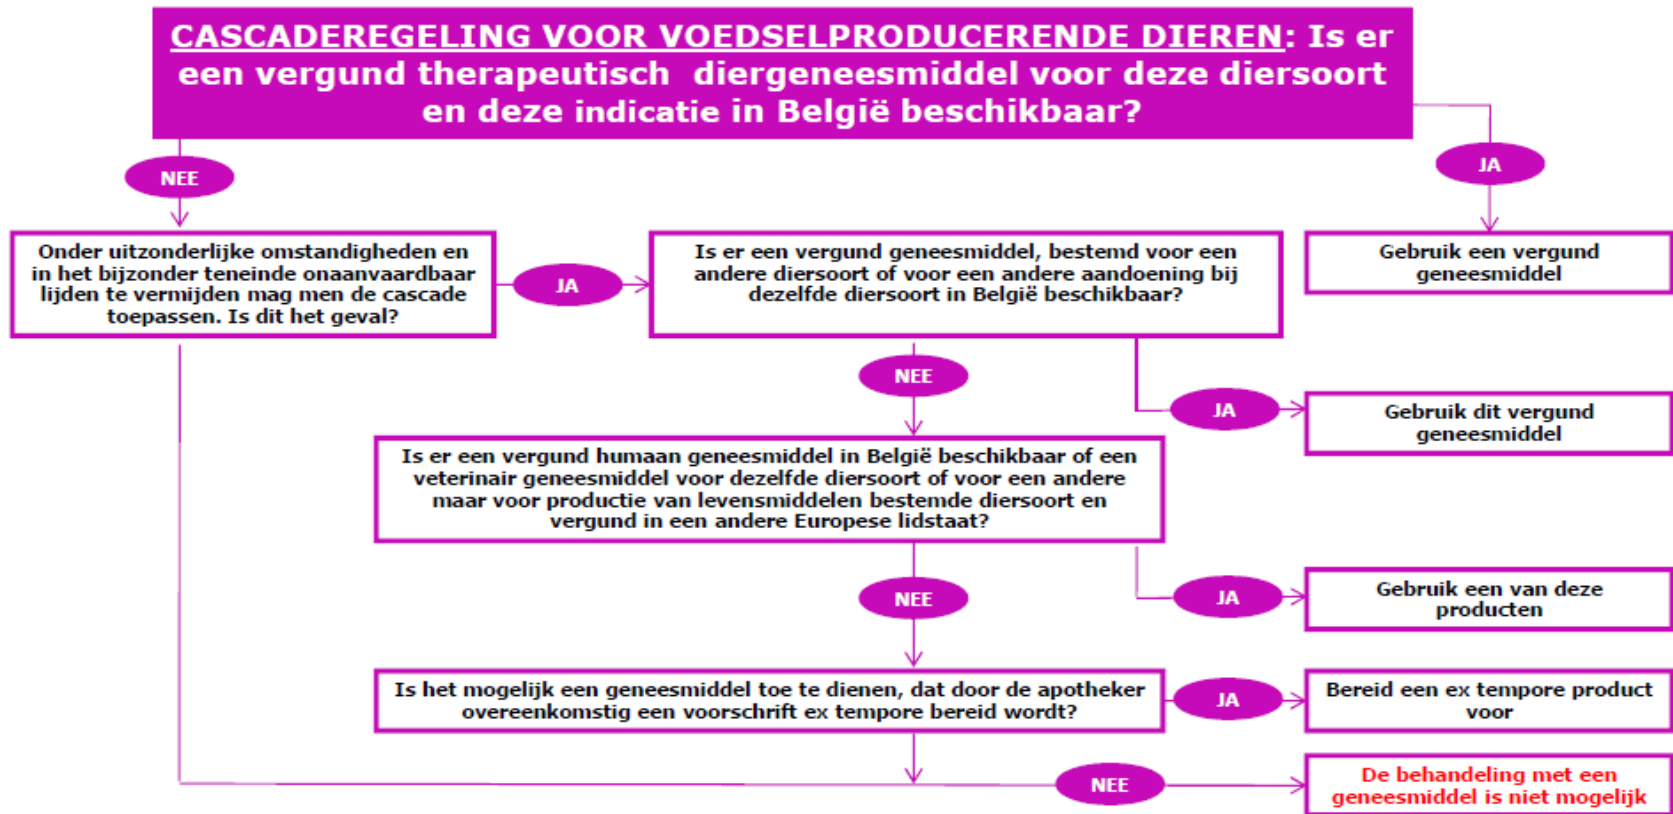 CASCADEREGELING VOOR VOEDSELPRODUCERENDE DIEREN: Is er
een vergund therapeutisch diergeneesmiddel voor deze diersoort
en deze indicatie in België beschikbaar?
NEE
JA
Onder uitzonderlijke omstandigheden en
in het bijzonder teneinde onaanvaardbaar
lijden te vermijden mag men de cascade
toepassen. Is dit het geval?
JA
Is er een vergund geneesmiddel, bestemd voor een
andere diersoort of voor een andere aandoening bij
dezelfde diersoort in België beschikbaar?
Gebruik een vergund
geneesmiddel
NEE
JA
Gebruik dit vergund
geneesmiddel
Is er een vergund humaan geneesmiddel in België beschikbaar of een
veterinair geneesmiddel voor dezelfde diersoort of voor een andere
maar voor productie van levensmiddelen bestemde diersoort en
vergund in een andere Europese lidstaat?
NEE
JA
Gebruik een van deze
producten
Is het mogelijk een geneesmiddel toe te dienen, dat door de apotheker
overeenkomstig een voorschrift ex tempore bereid wordt?
JA
Bereid een ex tempore product
voor
NEE
De behandeling met een
geneesmiddel is niet mogelijk